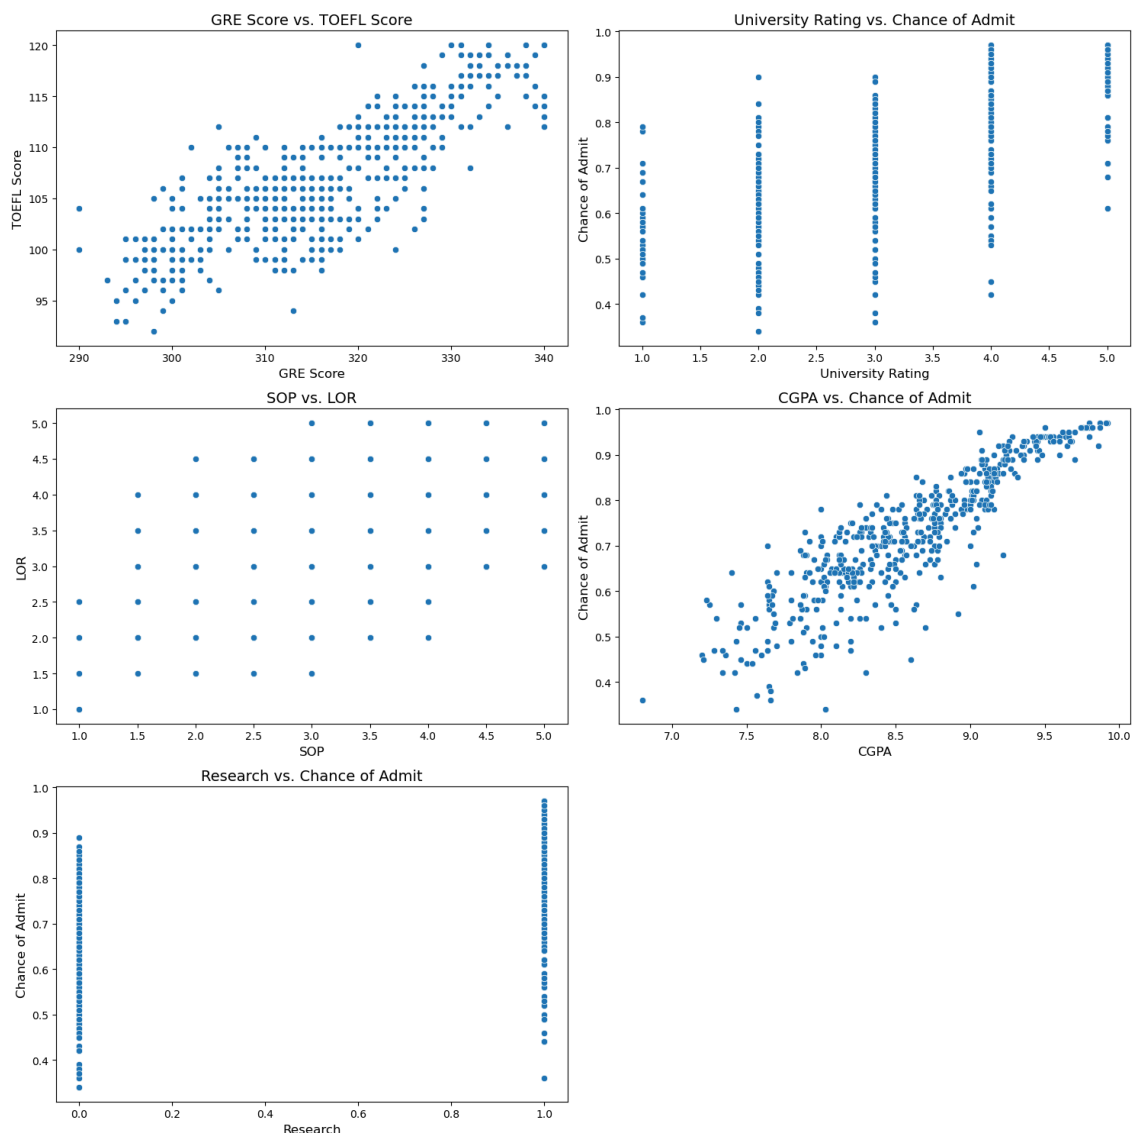 GRE Score vs. TOEFL Score
120
115
110
105
100
95
TOEFL Score
290 300 310 320 330 340
GRE Score
University Rating vs. Chance of Admit
1.0
0.9
0.8
0.7
0.6
0.5
0.4
Chance of Admit
1.0 1.5 2.0 2.5 3.0 3.5 4.0 4.5 5.0
University Rating
SOP vs. LOR
5.0
4.5
4.0
3.5
3.0
2.5
2.0
1.5
1.0
LOR
1.0 1.5 2.0 2.5 3.0 3.5 4.0 4.5 5.0
SOP
CGPA vs. Chance of Admit
1.0
0.9
0.8
0.7
0.6
0.5
0.4
Chance of Admit
7.0 7.5 8.0 8.5 9.0 9.5 10.0
CGPA
Research vs. Chance of Admit
1.0
0.9
0.8
0.7
0.6
0.5
0.4
Chance of Admit
0.0 0.2 0.4 0.6 0.8 1.0
Research